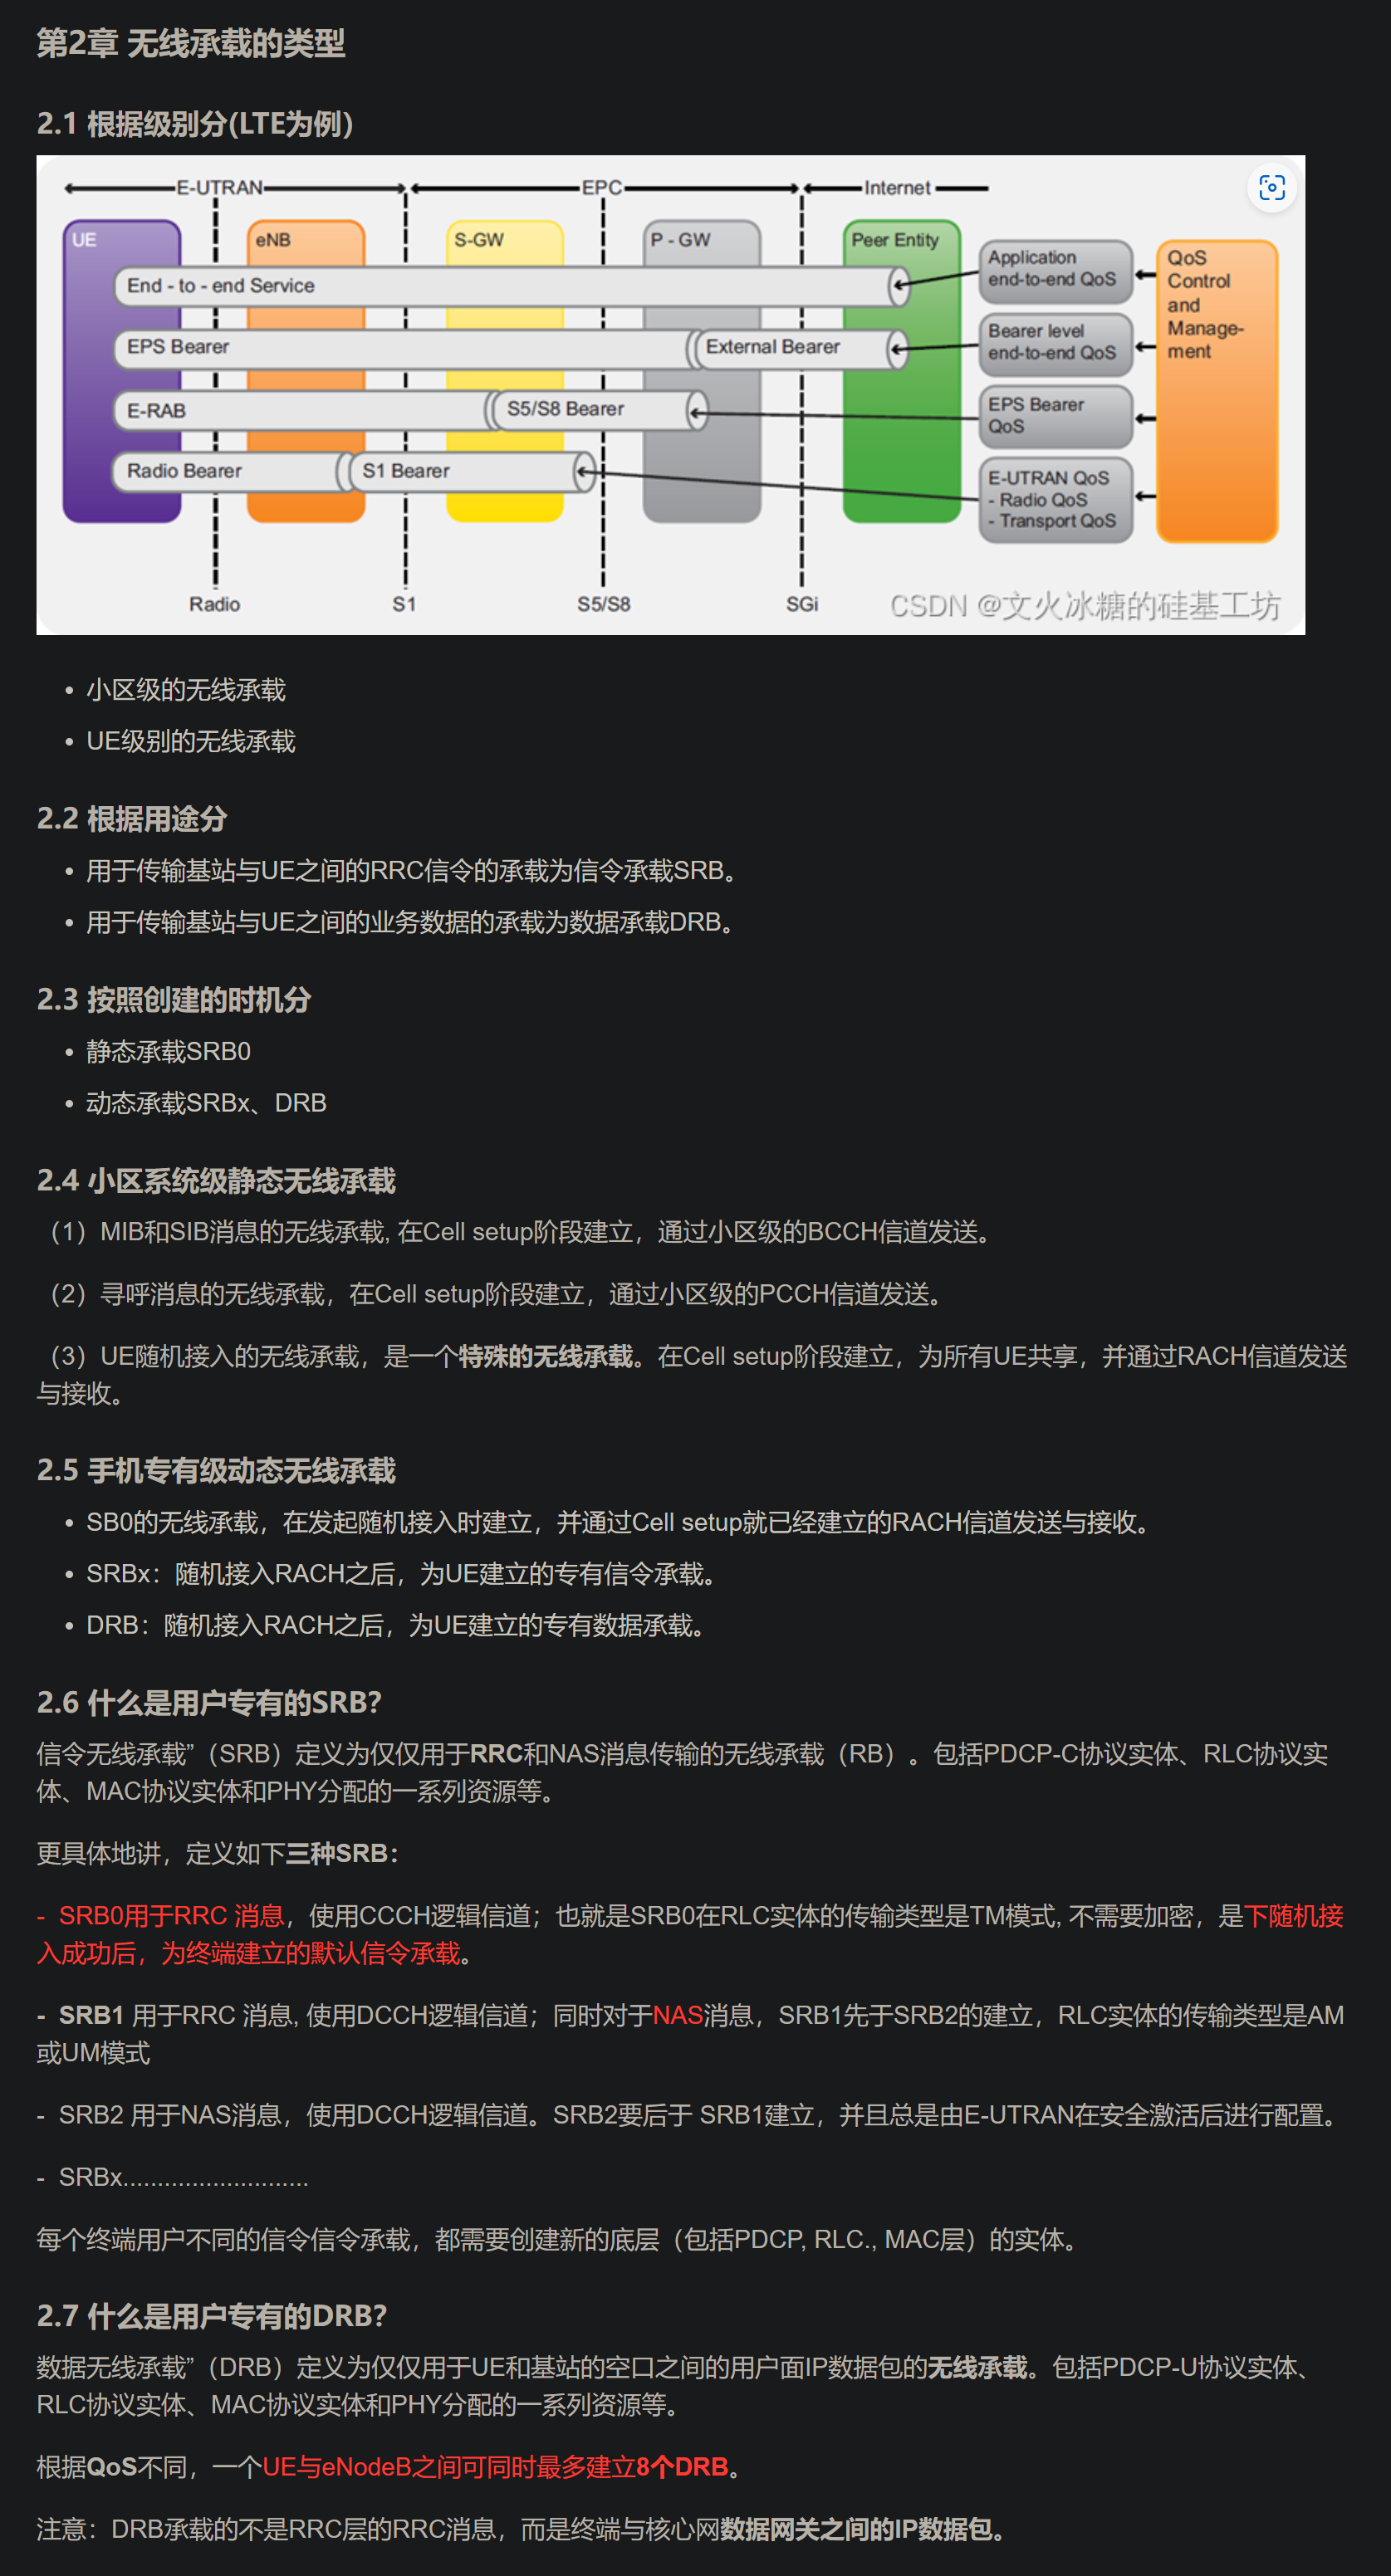 第2章 无线承载的类型
2.1 根据级别分(LTE为例)
E-UTRAN EPC Internet
UE eNB S-GW P - GW Peer Entity
Application end-to-end QoS
QoS Control and Manage-ment
End - to - end Service
Bearer level end-to-end QoS
EPS Bearer External Bearer
EPS Bearer QoS
E-RAB S5/S8 Bearer
E-UTRAN QoS
- Radio QoS
- Transport QoS
Radio Bearer S1 Bearer
Radio S1 S5/S8 SGi
CSDN @文火冰糖的硅基工坊
• 小区级的无线承载
• UE级别的无线承载
2.2 根据用途分
• 用于传输基站与UE之间的RRC信令的承载为信令承载SRB。
• 用于传输基站与UE之间的业务数据的承载为数据承载DRB。
2.3 按照创建的时机分
• 静态承载SRB0
• 动态承载SRBx、DRB
2.4 小区系统级静态无线承载
（1）MIB和SIB消息的无线承载, 在Cell setup阶段建立，通过小区级的BCCH信道发送。
（2）寻呼消息的无线承载，在Cell setup阶段建立，通过小区级的PCCH信道发送。
（3）UE随机接入的无线承载，是一个特殊的无线承载。在Cell setup阶段建立，为所有UE共享，并通过RACH信道发送
与接收。
2.5 手机专有级动态无线承载
• SB0的无线承载，在发起随机接入时建立，并通过Cell setup就已经建立的RACH信道发送与接收。
• SRBx：随机接入RACH之后，为UE建立的专有信令承载。
• DRB：随机接入RACH之后，为UE建立的专有数据承载。
2.6 什么是用户专有的SRB?
信令无线承载”（SRB）定义为仅仅用于RRC和NAS消息传输的无线承载（RB）。包括PDCP-C协议实体、RLC协议实
体、MAC协议实体和PHY分配的一系列资源等。
更具体地讲，定义如下三种SRB：
- SRB0用于RRC 消息，使用CCCH逻辑信道；也就是SRB0在RLC实体的传输类型是TM模式, 不需要加密，是下随机接
入成功后，为终端建立的默认信令承载。
- SRB1 用于RRC 消息, 使用DCCH逻辑信道；同时对于NAS消息，SRB1先于SRB2的建立，RLC实体的传输类型是AM
或UM模式
- SRB2 用于NAS消息，使用DCCH逻辑信道。SRB2要后于 SRB1建立，并且总是由E-UTRAN在安全激活后进行配置。
- SRBx...........................
每个终端用户不同的信令信令承载，都需要创建新的底层（包括PDCP, RLC., MAC层）的实体。
2.7 什么是用户专有的DRB?
数据无线承载”（DRB）定义为仅仅用于UE和基站的空口之间的用户面IP数据包的无线承载。包括PDCP-U协议实体、
RLC协议实体、MAC协议实体和PHY分配的一系列资源等。
根据QoS不同，一个UE与eNodeB之间可同时最多建立8个DRB。
注意：DRB承载的不是RRC层的RRC消息，而是终端与核心网数据网关之间的IP数据包。